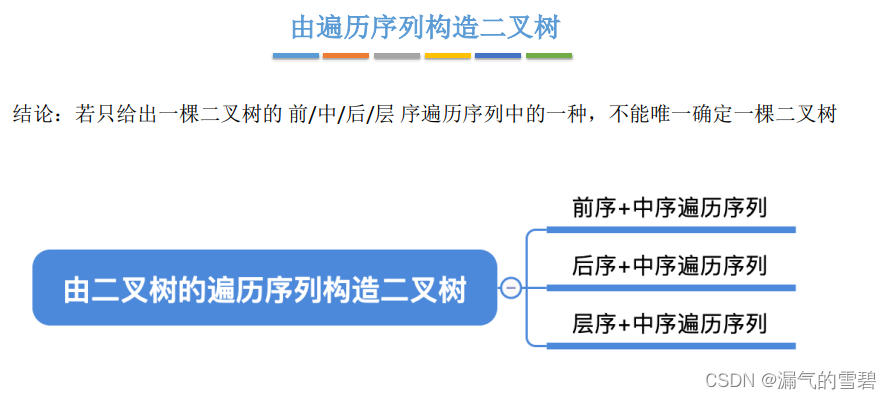 由遍历序列构造二叉树
结论：若只给出一棵二叉树的 前/中/后/层 序遍历序列中的一种，不能唯一确定一棵二叉树
由二叉树的遍历序列构造二叉树
前序+中序遍历序列
后序+中序遍历序列
层序+中序遍历序列
CSDN @漏气的雪碧